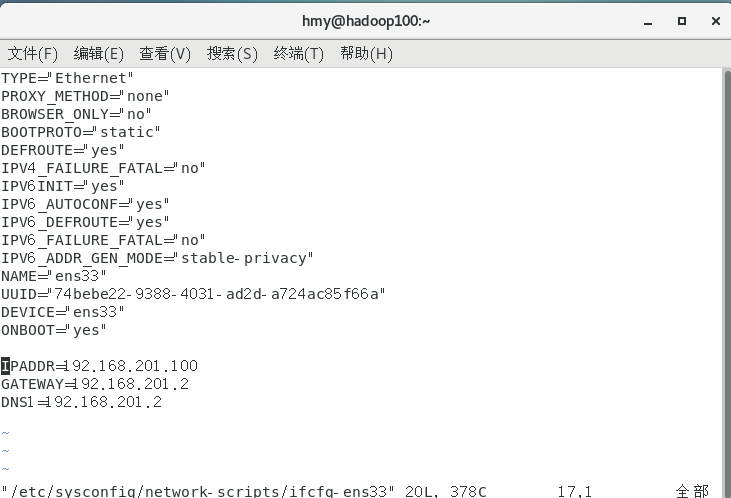 hmy@hadoop100:~
文件(F) 编辑(E) 查看(V) 搜索(S) 终端(T) 帮助(H)
TYPE="Ethernet"
PROXY_METHOD="none"
BROWSER_ONLY="no"
BOOTPROTO="static"
DEFROUTE="yes"
IPV4_FAILURE_FATAL="no"
IPV6INIT="yes"
IPV6_AUTOCONF="yes"
IPV6_DEFROUTE="yes"
IPV6_FAILURE_FATAL="no"
IPV6_ADDR_GEN_MODE="stable-privacy"
NAME="ens33"
UUID="74bebe22-9388-4031-ad2d-a724ac85f66a"
DEVICE="ens33"
ONBOOT="yes"
IPADDR=192.168.201.100
GATEWAY=192.168.201.2
DNS1=192.168.201.2
~
~
~
"/etc/sysconfig/network-scripts/ifcfg-ens33" 20L, 378C 17,1 全部